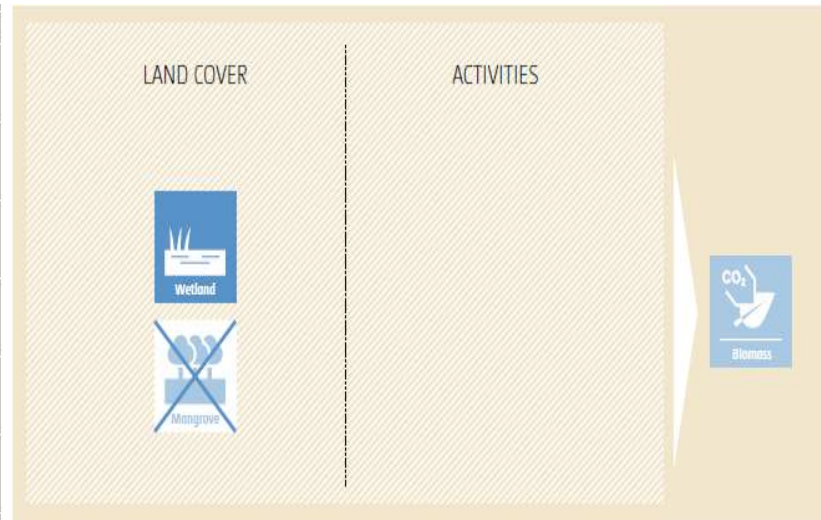 LAND COVER
ACTIVITIES
Wetland
Mangrove
CO₂
Biomass